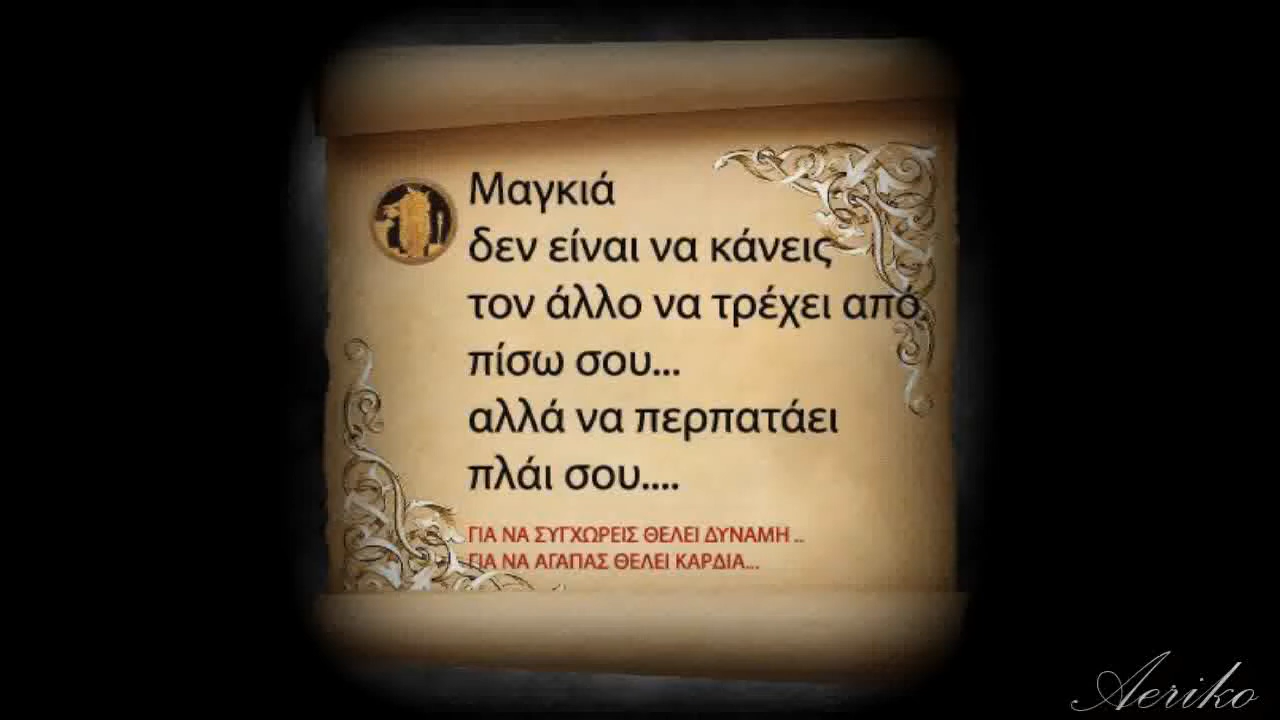 Μαγκιά
δεν είναι να κάνεις
τον άλλο να τρέχει από
πίσω σου...
αλλά να περπατάει
πλάι σου....
ΓΙΑ ΝΑ ΣΥΓΧΩΡΕΙΣ ΘΕΛΕΙ ΔΥΝΑΜΗ ..
ΓΙΑ ΝΑ ΑΓΑΠΑΣ ΘΕΛΕΙ ΚΑΡΔΙΑ...
Aeriko